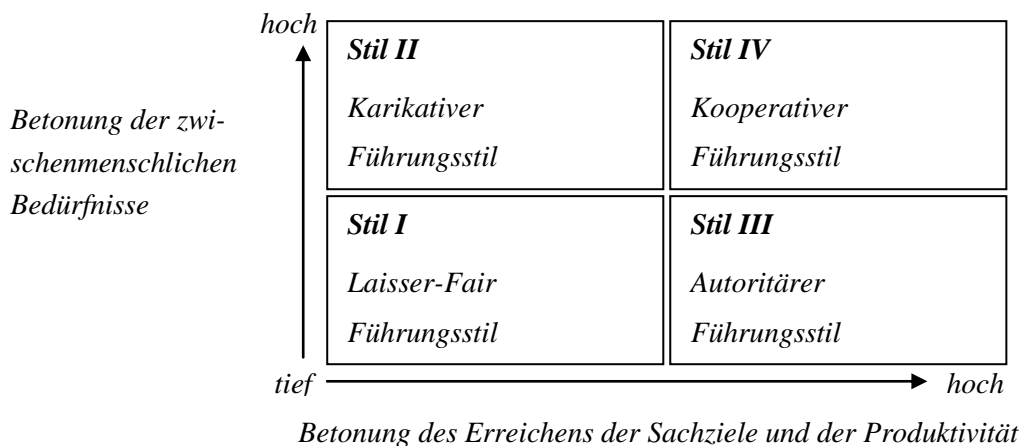 hoch
Stil II
Karikativer
Führungsstil
Stil IV
Kooperativer
Führungsstil
Betonung der zwi-
schenmenschlichen
Bedürfnisse
Stil I
Laisser-Fair
Führungsstil
Stil III
Autoritärer
Führungsstil
tief
hoch
Betonung des Erreichens der Sachziele und der Produktivität